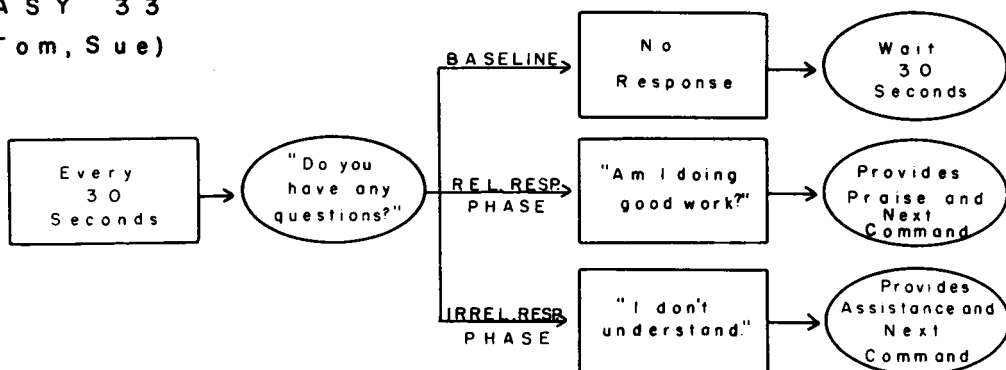 ASY 33
Tom, Sue)
Every
30
Seconds
"Do you
have any
questions?"
BASELINE
No
Response
Wait
30
Seconds
REL. RESP.
PHASE
"Am I doing
good work?"
Provides
Praise and
Next
Command
IRREL. RESP.
PHASE
"I don't
understand."
Provides
Assistance and
Next
Command